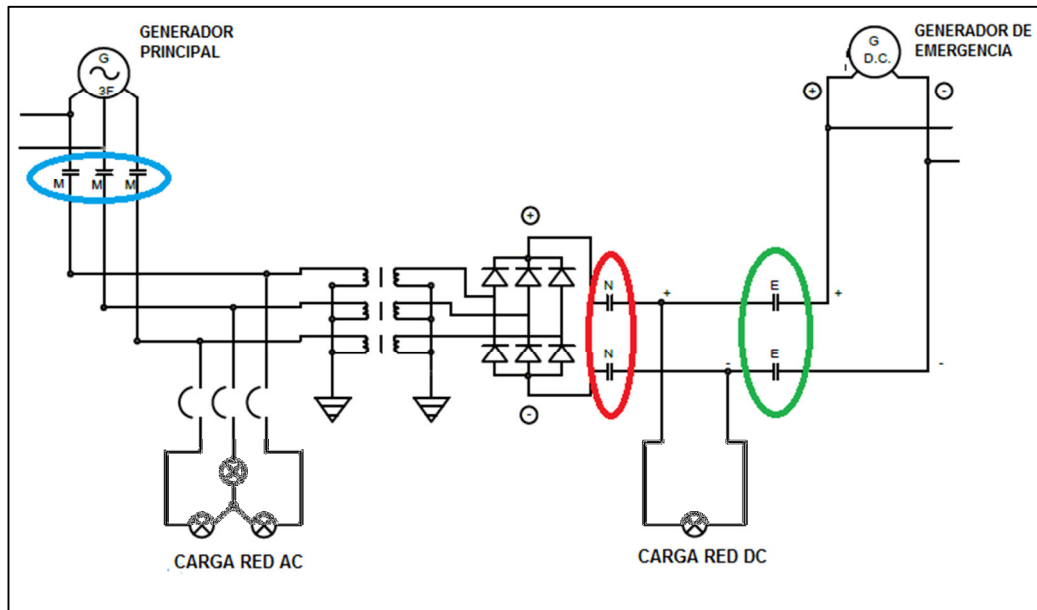 GENERADOR
PRINCIPAL
G
3F
GENERADOR DE
EMERGENCIA
G
D.C.
+
-
M
M
M
+
N
+
E
+
N
-
E
-
-
CARGA RED AC
CARGA RED DC